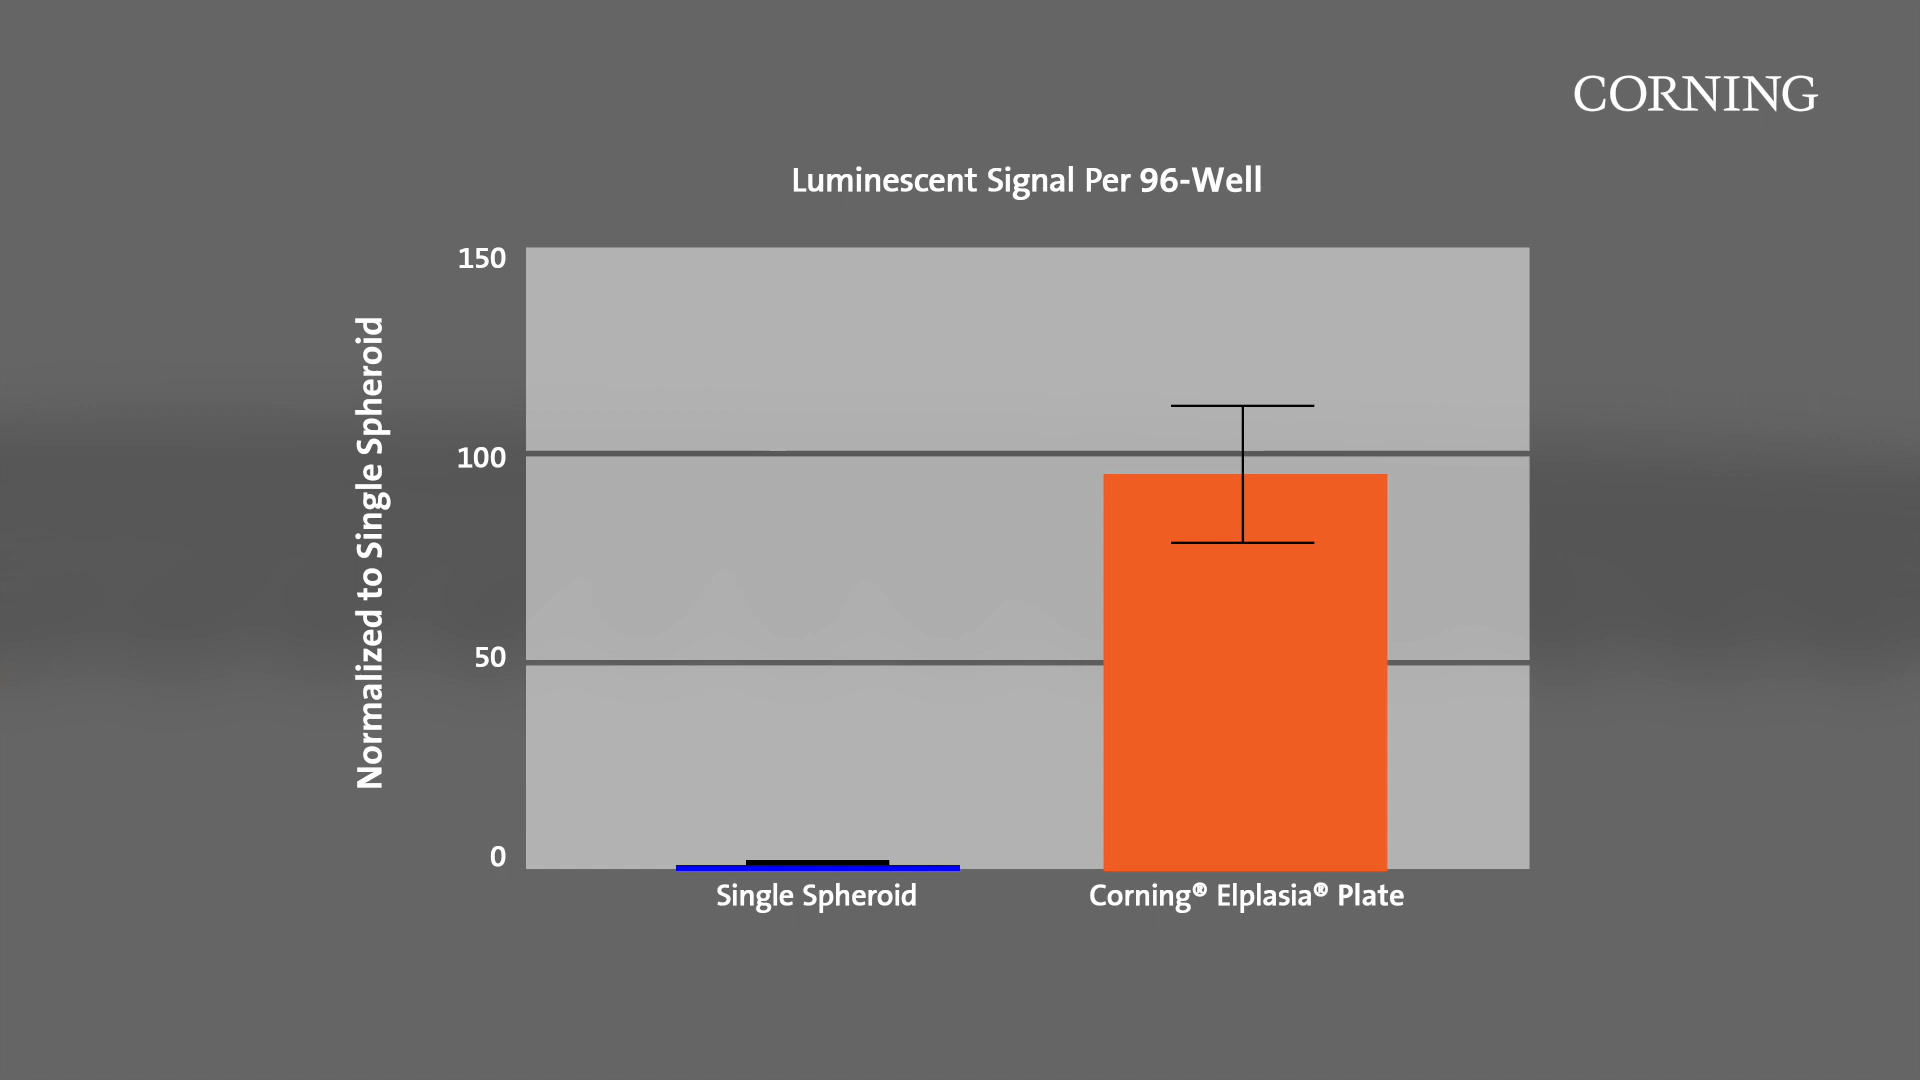 CORNING
Luminescent Signal Per 96-Well
Normalized to Single Spheroid
150
100
50
0
Single Spheroid
Corning® Elplasia® Plate